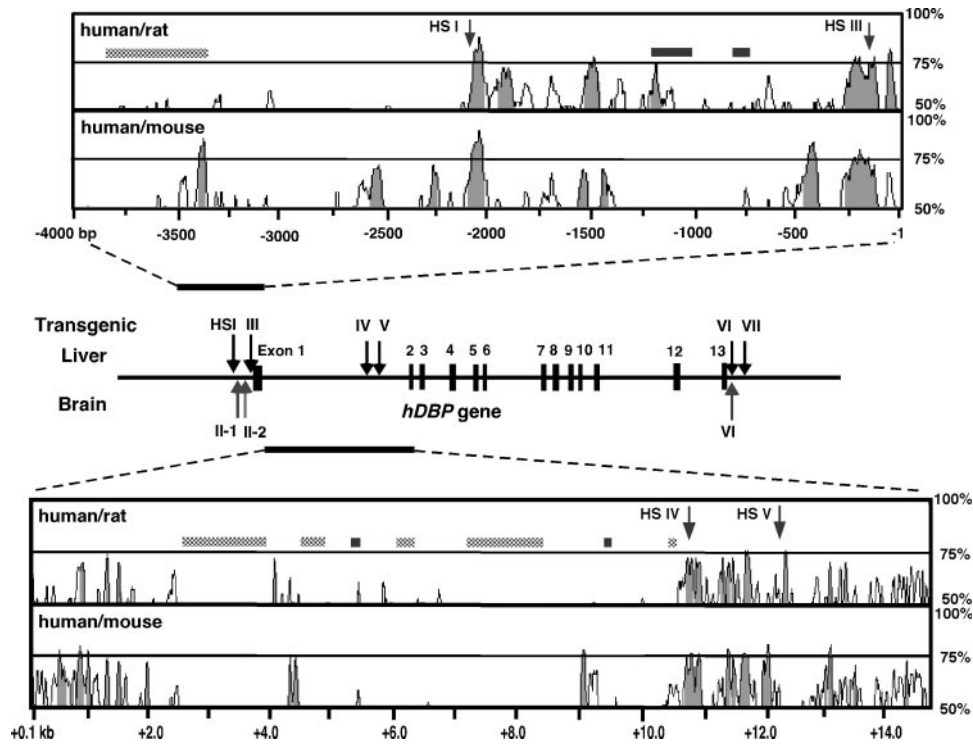 human/rat
HS I
HS III
100%
75%
50%
human/mouse
100%
75%
50%
-4000 bp -3500 -3000 -2500 -2000 -1500 -1000 -500 -1
Transgenic
Liver
Brain
HSI III IV V VI VII
Exon 1 2 3 4 5 6 7 8 9 10 11 12 13
hDBP gene
II-1 II-2 VI
human/rat
HS IV
HS V
100%
75%
50%
human/mouse
100%
75%
50%
+0.1 kb +2.0 +4.0 +6.0 +8.0 +10.0 +12.0 +14.0